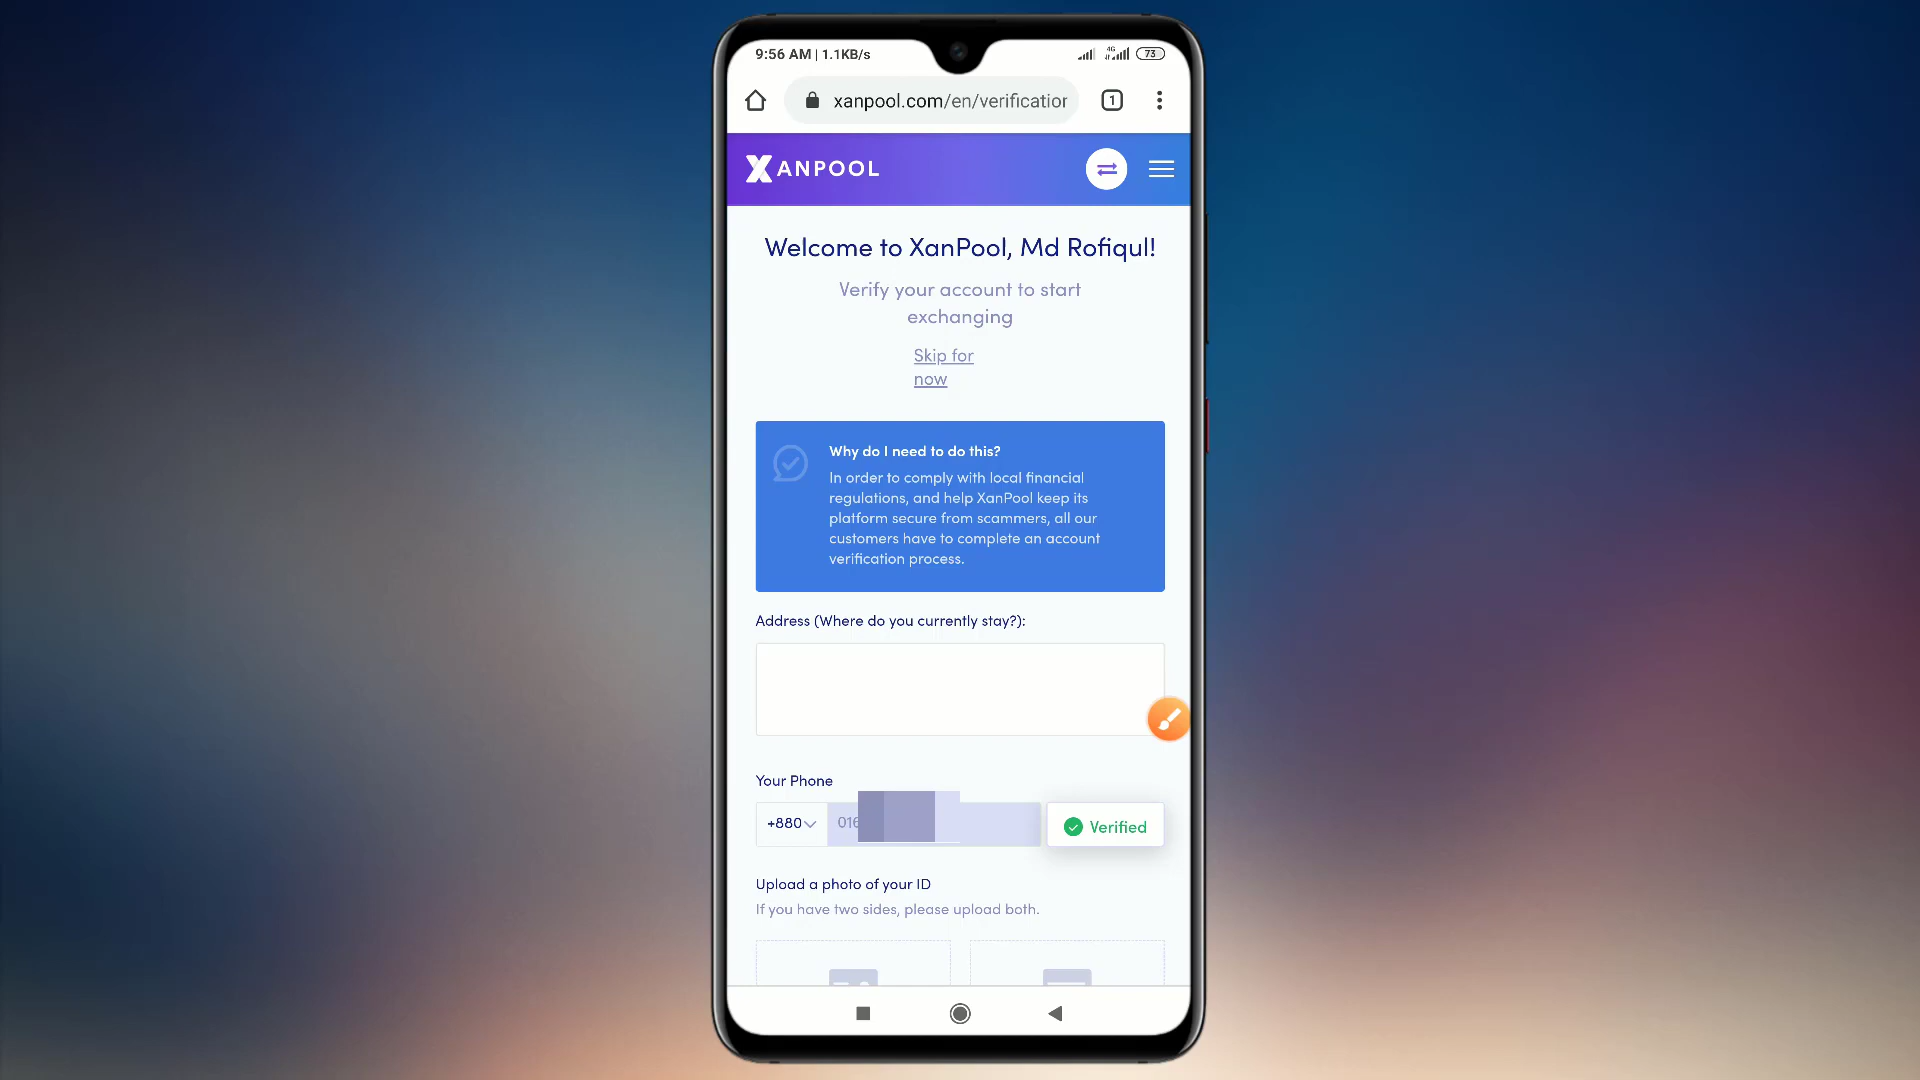 9:56 AM | 1.1KB/s
4G
73
xanpool.com/en/verification
1
XANPOOL
Welcome to XanPool, Md Rofiqul!
Verify your account to start
exchanging
Skip for
now
Why do I need to do this?
In order to comply with local financial
regulations, and help XanPool keep its
platform secure from scammers, all our
customers have to complete an account
verification process.
Address (Where do you currently stay?):
Your Phone
+880
016
Verified
Upload a photo of your ID
If you have two sides, please upload both.